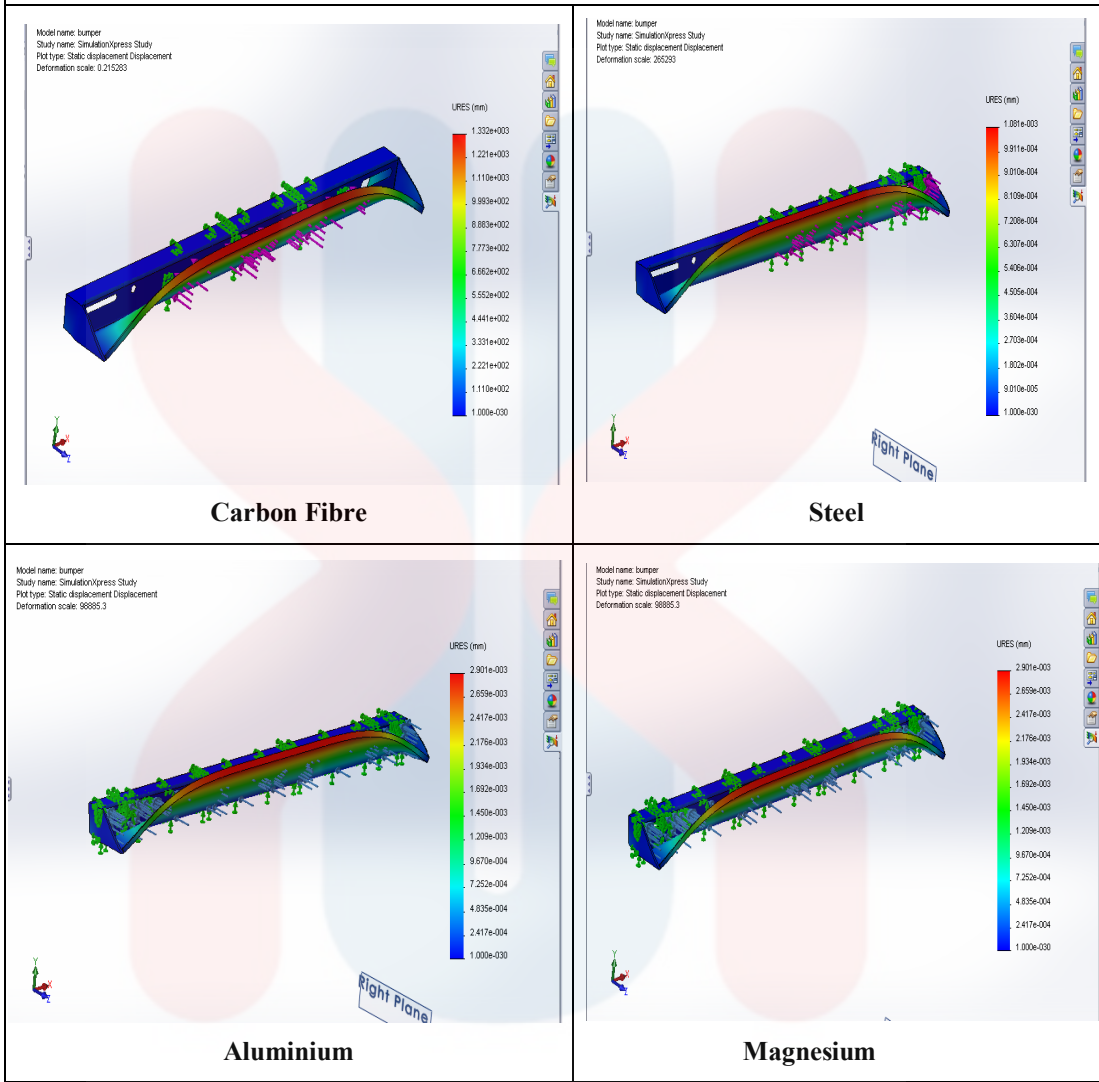 Model name: bumper
Study name: SimulationXpress Study
Plot type: Static displacement Displacement
Deformation scale: 0.215283
URES (mm)
1.332e+003
1.221e+003
1.110e+003
9.993e+002
8.883e+002
7.773e+002
6.662e+002
5.552e+002
4.441e+002
3.331e+002
2.221e+002
1.110e+002
1.000e-030
Y
X
Z
Carbon Fibre
Model name: bumper
Study name: SimulationXpress Study
Plot type: Static displacement Displacement
Deformation scale: 265293
URES (mm)
1.081e-003
9.911e-004
9.010e-004
8.109e-004
7.208e-004
6.307e-004
5.406e-004
4.505e-004
3.604e-004
2.703e-004
1.802e-004
9.010e-005
1.000e-030
Y
X
Z
Right Plane
Steel
Model name: bumper
Study name: SimulationXpress Study
Plot type: Static displacement Displacement
Deformation scale: 98885.3
URES (mm)
2.901e-003
2.659e-003
2.417e-003
2.176e-003
1.934e-003
1.692e-003
1.450e-003
1.209e-003
9.670e-004
7.252e-004
4.835e-004
2.417e-004
1.000e-030
Y
X
Z
Right Plane
Aluminium
Model name: bumper
Study name: SimulationXpress Study
Plot type: Static displacement Displacement
Deformation scale: 98885.3
URES (mm)
2.901e-003
2.659e-003
2.417e-003
2.176e-003
1.934e-003
1.692e-003
1.450e-003
1.209e-003
9.670e-004
7.252e-004
4.835e-004
2.417e-004
1.000e-030
Y
X
Z
Magnesium